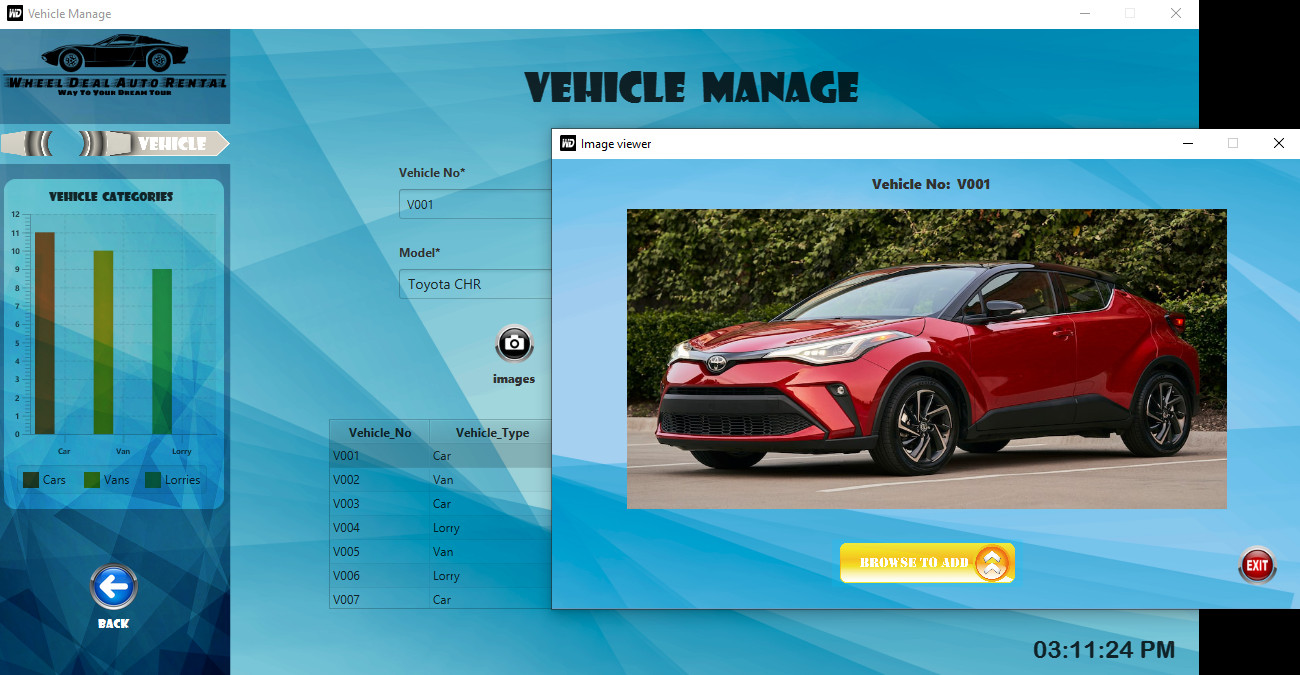 WD Vehicle Manage
WHEEL DEAL AUTO RENTAL
WAY TO YOUR DREAM TOUR
VEHICLE
VEHICLE CATEGORIES
12
11
10
9
8
7
6
5
4
3
2
1
0
Car Van Lorry
Cars Vans Lorries
BACK
VEHICLE MANAGE
Vehicle No*
V001
Model*
Toyota CHR
images
Vehicle_No Vehicle_Type
V001 Car
V002 Van
V003 Car
V004 Lorry
V005 Van
V006 Lorry
V007 Car
WD Image viewer
Vehicle No: V001
BROWSE TO ADD
EXIT
03:11:24 PM